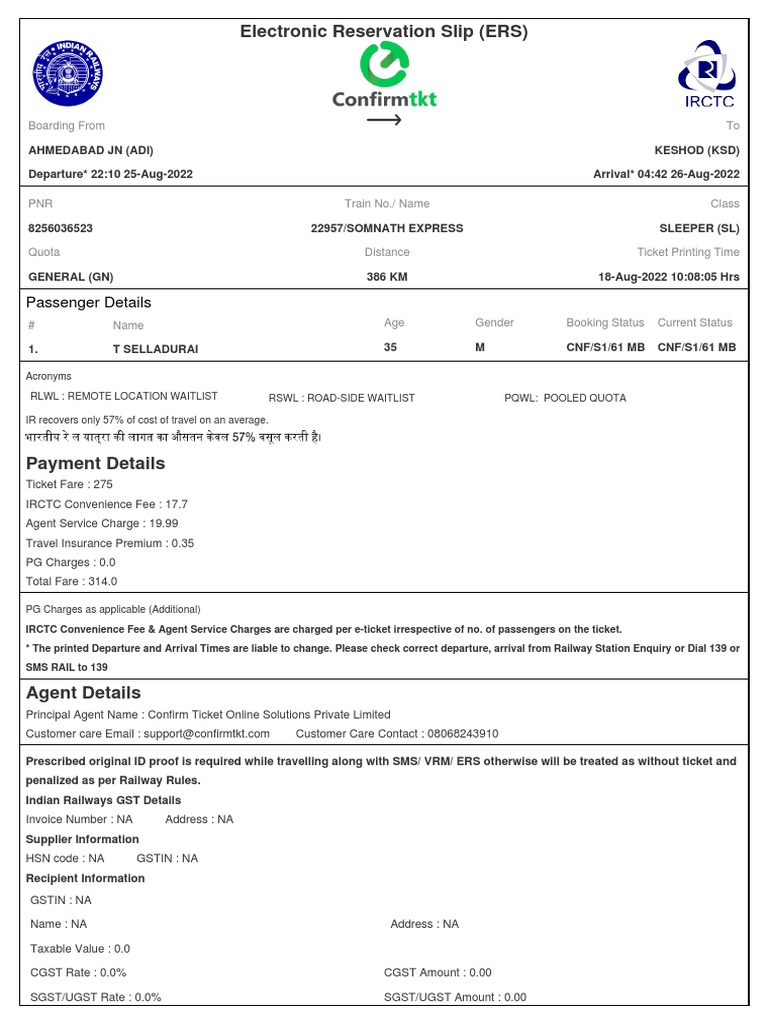 Electronic Reservation Slip (ERS)
भारतीय रेल INDIAN RAILWAYS
Confirmtkt
IRCTC
Boarding From To
AHMEDABAD JN (ADI) KESHOD (KSD)
Departure* 22:10 25-Aug-2022 Arrival* 04:42 26-Aug-2022
PNR Train No./ Name Class
8256036523 22957/SOMNATH EXPRESS SLEEPER (SL)
Quota Distance Ticket Printing Time
GENERAL (GN) 386 KM 18-Aug-2022 10:08:05 Hrs
Passenger Details
# Name Age Gender Booking Status Current Status
1. T SELLADURAI 35 M CNF/S1/61 MB CNF/S1/61 MB
Acronyms
RLWL : REMOTE LOCATION WAITLIST RSWL : ROAD-SIDE WAITLIST PQWL: POOLED QUOTA
IR recovers only 57% of cost of travel on an average.
भारतीय रे ल यात्रा की लागत का औसतन केवल 57% वसूल करती है।
Payment Details
Ticket Fare : 275
IRCTC Convenience Fee : 17.7
Agent Service Charge : 19.99
Travel Insurance Premium : 0.35
PG Charges : 0.0
Total Fare : 314.0
PG Charges as applicable (Additional)
IRCTC Convenience Fee & Agent Service Charges are charged per e-ticket irrespective of no. of passengers on the ticket.
* The printed Departure and Arrival Times are liable to change. Please check correct departure, arrival from Railway Station Enquiry or Dial 139 or
SMS RAIL to 139
Agent Details
Principal Agent Name : Confirm Ticket Online Solutions Private Limited
Customer care Email : support@confirmtkt.com Customer Care Contact : 08068243910
Prescribed original ID proof is required while travelling along with SMS/ VRM/ ERS otherwise will be treated as without ticket and
penalized as per Railway Rules.
Indian Railways GST Details
Invoice Number : NA Address : NA
Supplier Information
HSN code : NA GSTIN : NA
Recipient Information
GSTIN : NA
Name : NA Address : NA
Taxable Value : 0.0
CGST Rate : 0.0% CGST Amount : 0.00
SGST/UGST Rate : 0.0% SGST/UGST Amount : 0.00